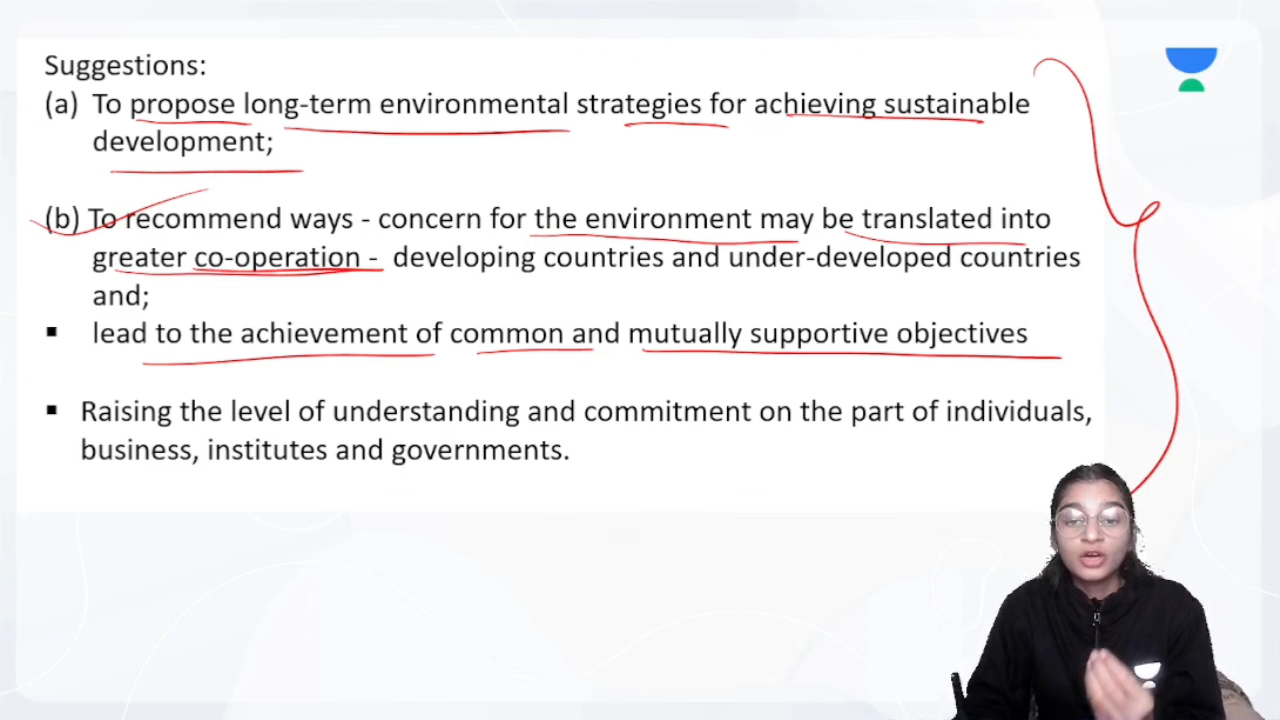 Suggestions:
(a) To propose long-term environmental strategies for achieving sustainable
development;
(b) To recommend ways - concern for the environment may be translated into
greater co-operation - developing countries and under-developed countries
and;
▪ lead to the achievement of common and mutually supportive objectives
▪ Raising the level of understanding and commitment on the part of individuals,
business, institutes and governments.